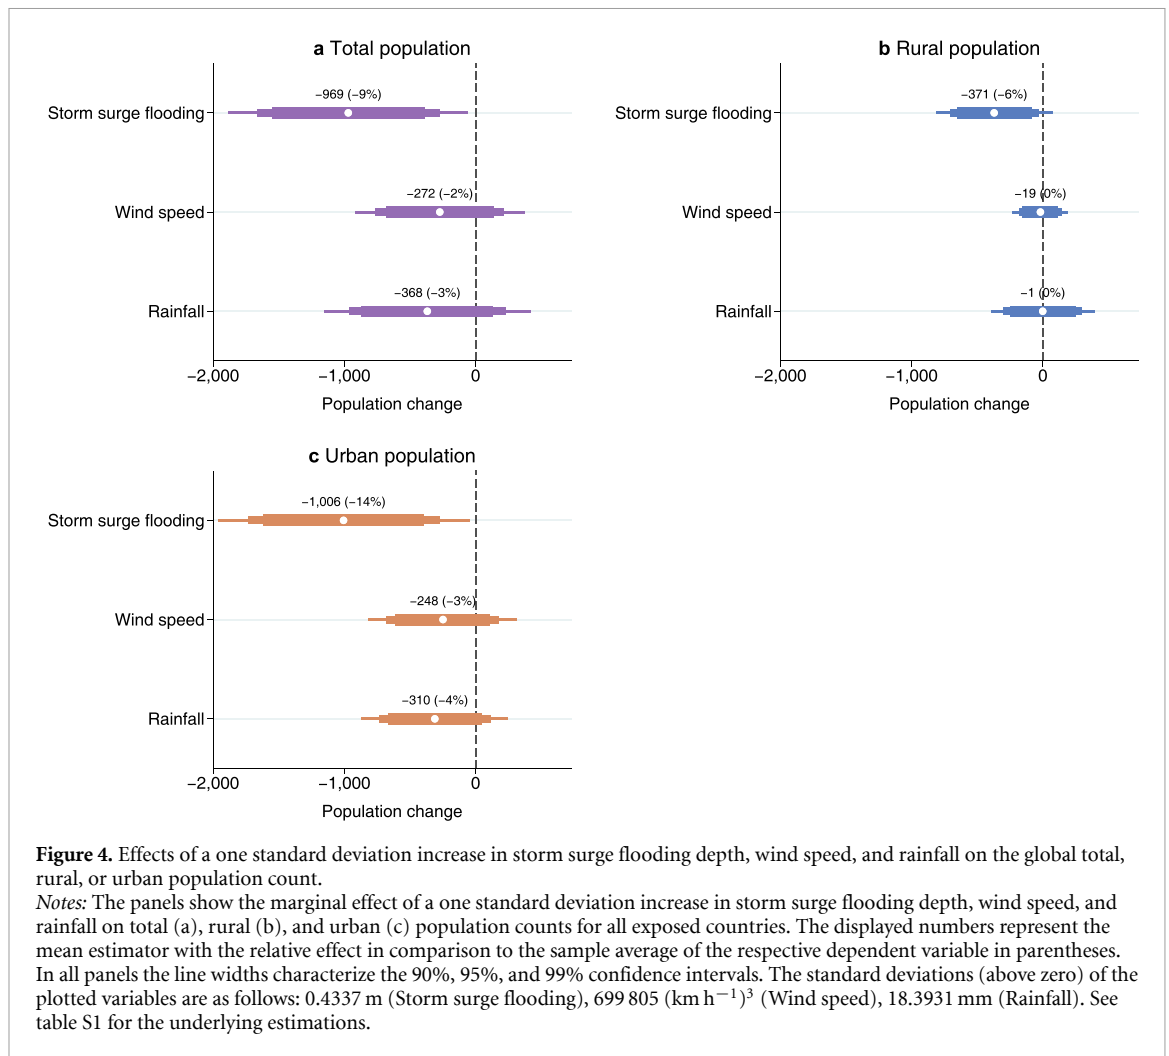 a Total population
Storm surge flooding
−969 (−9%)
Wind speed
−272 (−2%)
Rainfall
−368 (−3%)
−2,000 −1,000 0
Population change
b Rural population
Storm surge flooding
−371 (−6%)
Wind speed
−19 (0%)
Rainfall
−1 (0%)
−2,000 −1,000 0
Population change
c Urban population
Storm surge flooding
−1,006 (−14%)
Wind speed
−248 (−3%)
Rainfall
−310 (−4%)
−2,000 −1,000 0
Population change
Figure 4. Effects of a one standard deviation increase in storm surge flooding depth, wind speed, and rainfall on the global total,
rural, or urban population count.
Notes: The panels show the marginal effect of a one standard deviation increase in storm surge flooding depth, wind speed, and
rainfall on total (a), rural (b), and urban (c) population counts for all exposed countries. The displayed numbers represent the
mean estimator with the relative effect in comparison to the sample average of the respective dependent variable in parentheses.
In all panels the line widths characterize the 90%, 95%, and 99% confidence intervals. The standard deviations (above zero) of the
plotted variables are as follows: 0.4337 m (Storm surge flooding), 699 805 (km h⁻¹)³ (Wind speed), 18.3931 mm (Rainfall). See
table S1 for the underlying estimations.